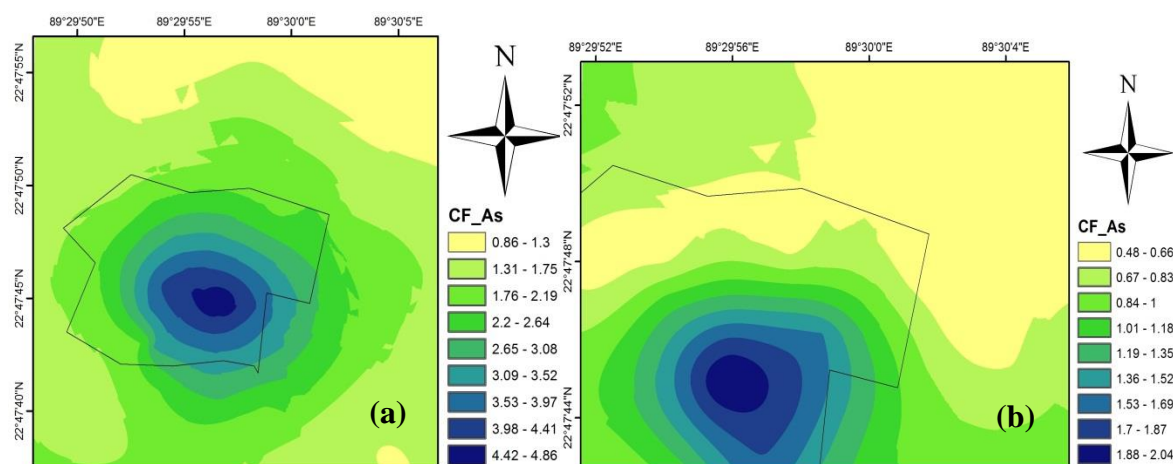 89°29'50"E 89°29'55"E 89°30'0"E 89°30'5"E
22°47'55"N
22°47'50"N
22°47'45"N
22°47'40"N
N
CF_As
0.86 - 1.3
1.31 - 1.75
1.76 - 2.19
2.2 - 2.64
2.65 - 3.08
3.09 - 3.52
3.53 - 3.97
3.98 - 4.41
4.42 - 4.86
(a)
89°29'52"E 89°29'56"E 89°30'0"E 89°30'4"E
22°47'52"N
22°47'48"N
22°47'44"N
N
CF_As
0.48 - 0.66
0.67 - 0.83
0.84 - 1
1.01 - 1.18
1.19 - 1.35
1.36 - 1.52
1.53 - 1.69
1.7 - 1.87
1.88 - 2.04
(b)